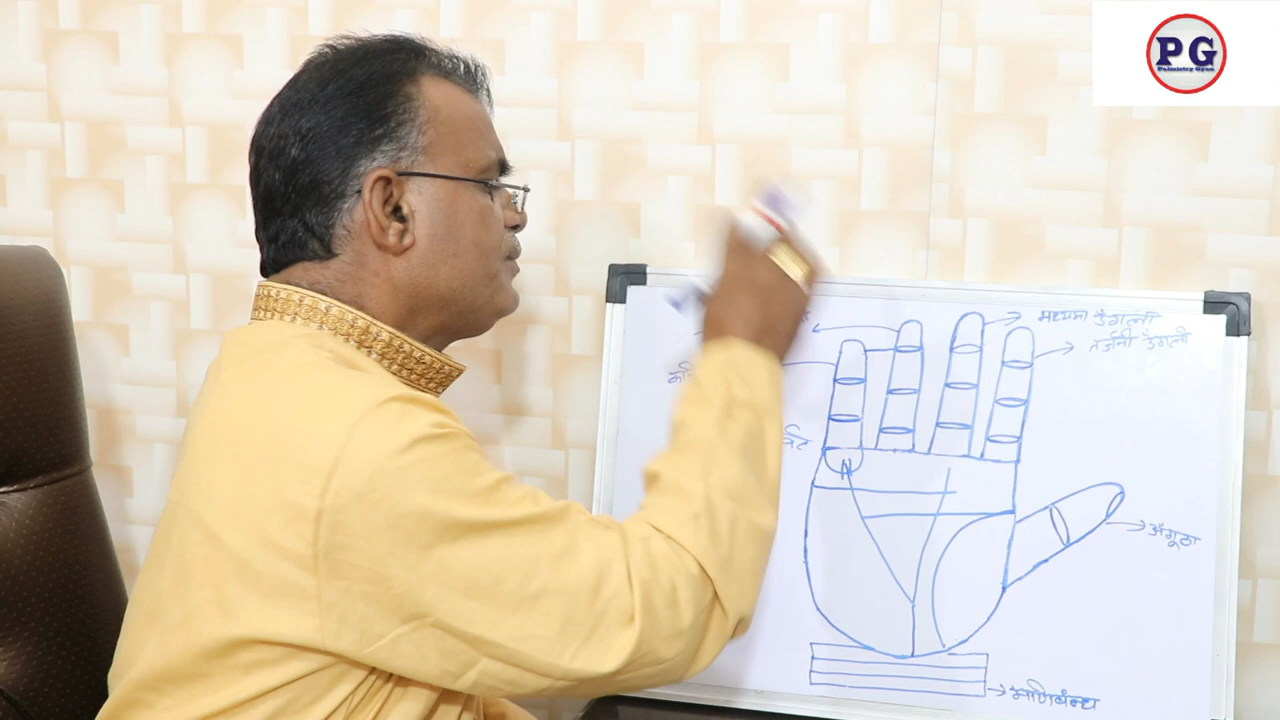 PG
Palmistry Gyan
मध्यमा उंगली
तर्जनी उंगली
अँगूठा
मणिबंन्ध